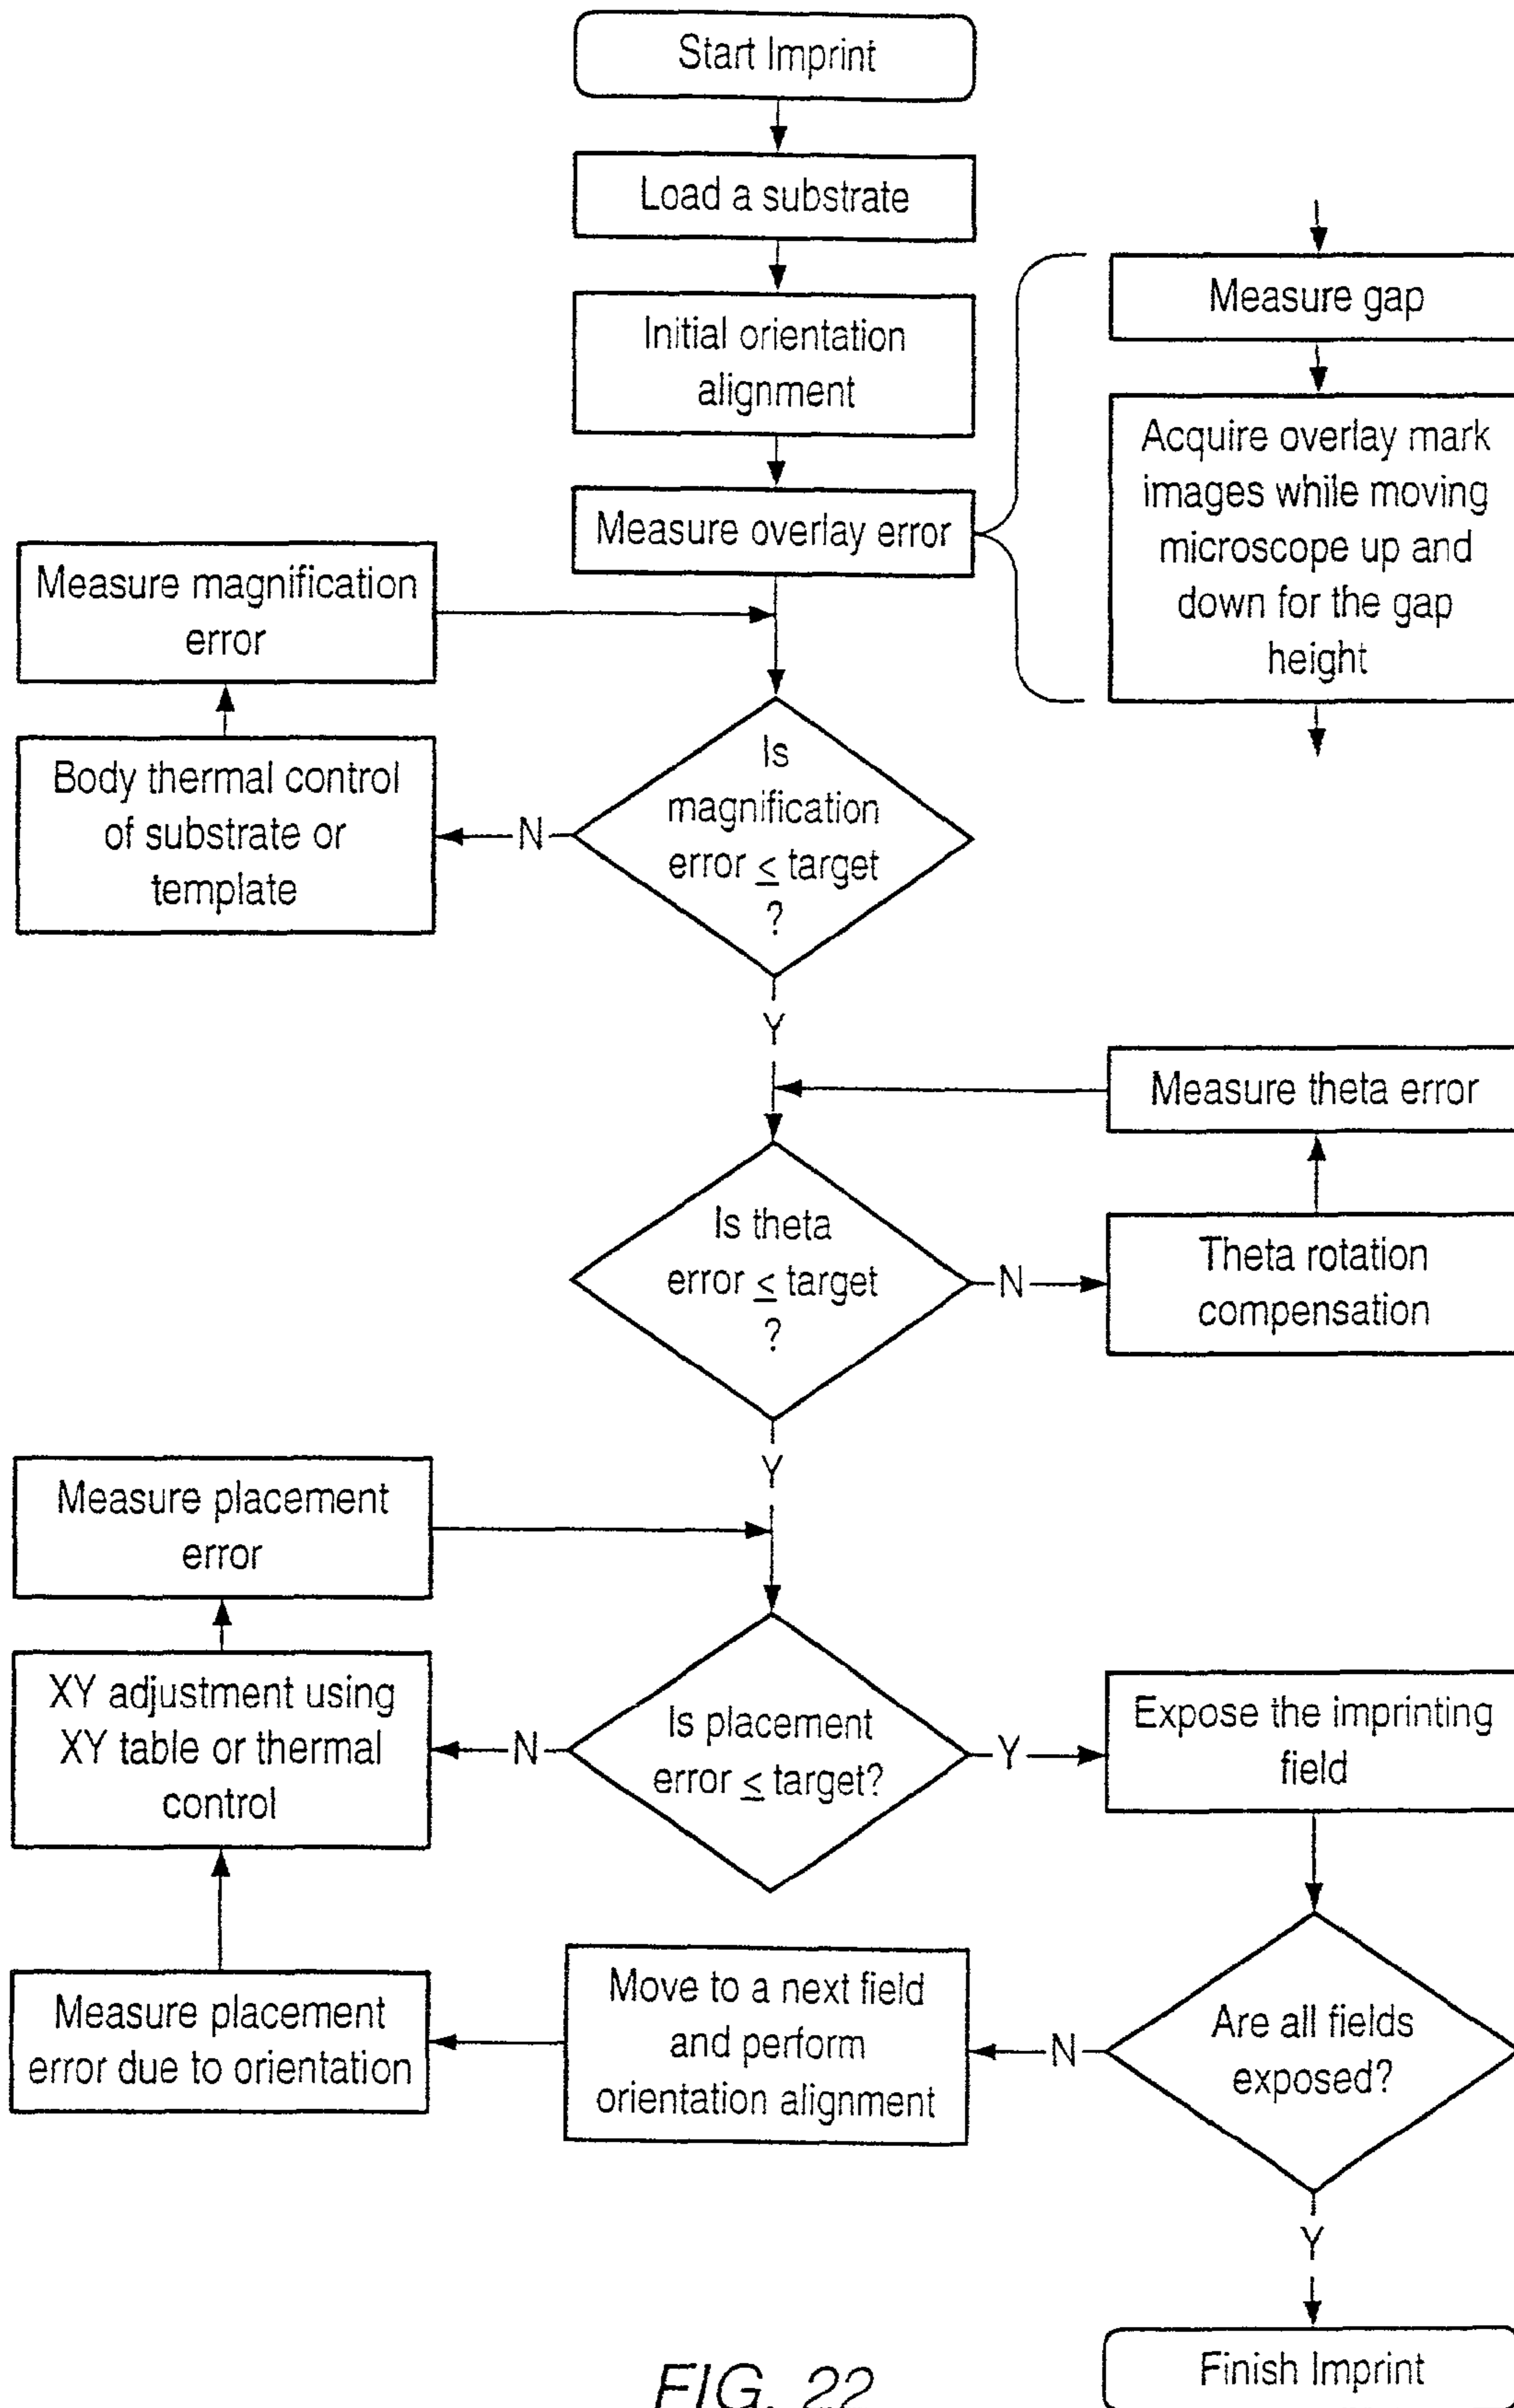 Start Imprint
Load a substrate
Initial orientation
alignment
Measure overlay error
Measure gap
Acquire overlay mark
images while moving
microscope up and
down for the gap
height
Measure magnification
error
Body thermal control
of substrate or
template
N
Is
magnification
error ≤ target
?
Y
Measure theta error
Is theta
error ≤ target
?
N
Theta rotation
compensation
Y
Measure placement
error
XY adjustment using
XY table or thermal
control
N
Is placement
error ≤ target?
Y
Expose the imprinting
field
Measure placement
error due to orientation
Move to a next field
and perform
orientation alignment
N
Are all fields
exposed?
Y
Finish Imprint
FIG. 22